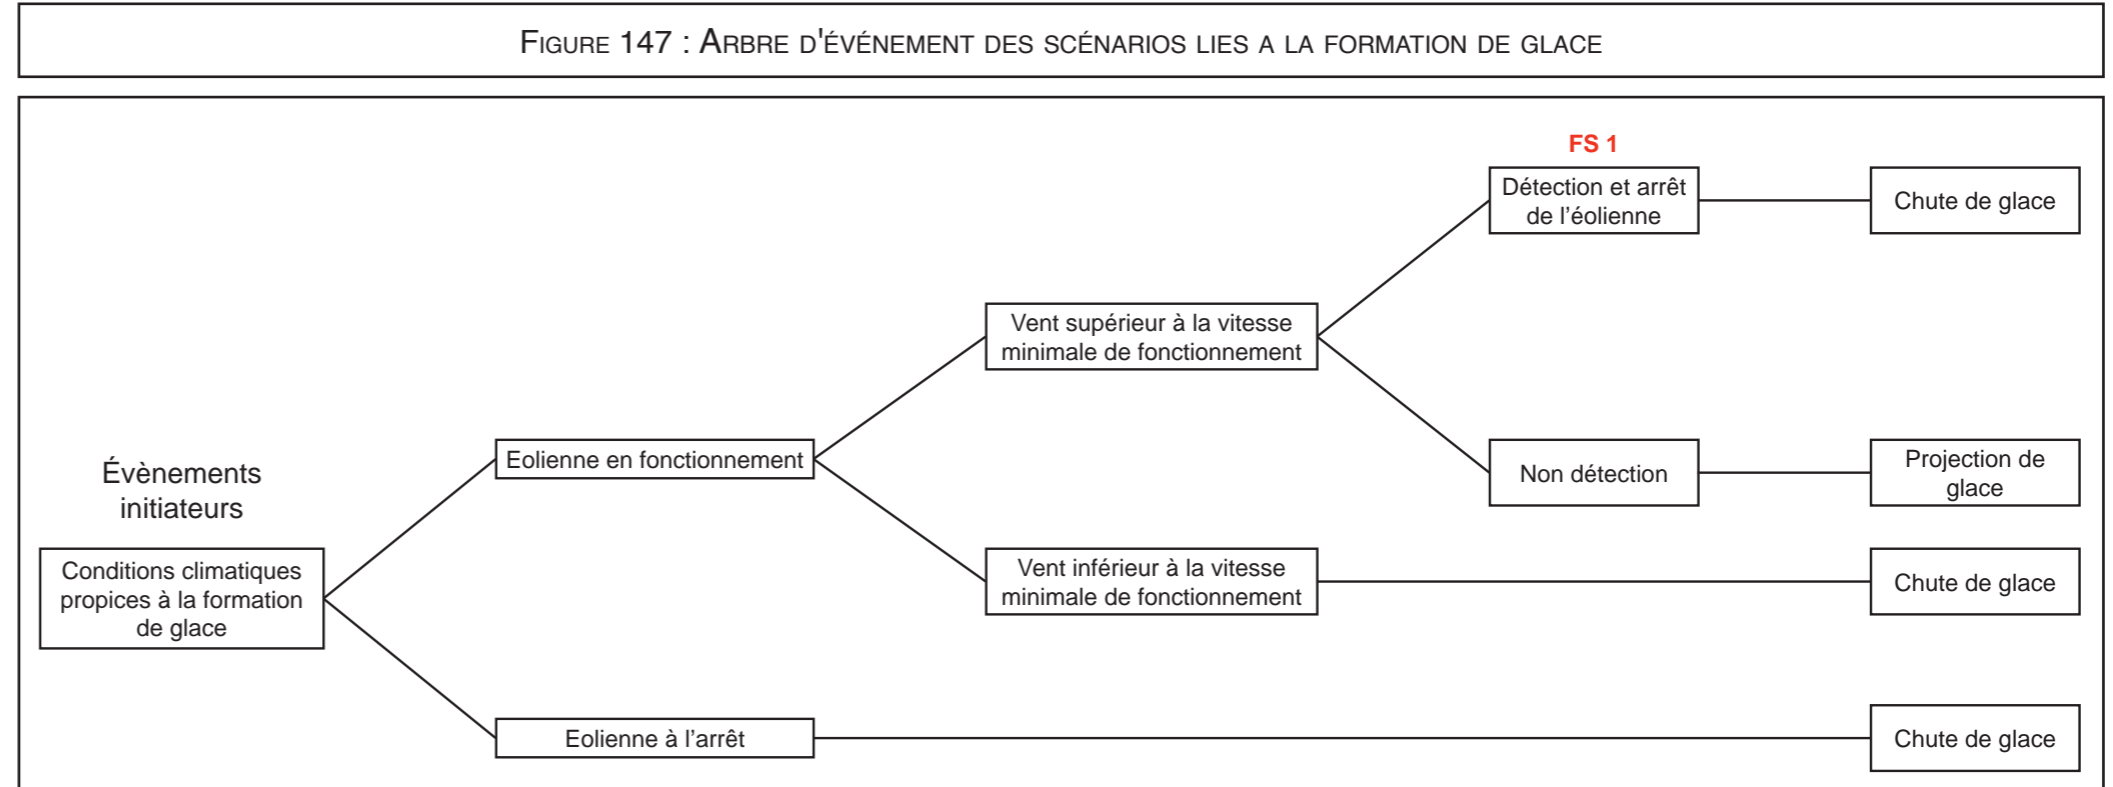 FIGURE 147 : ARBRE D'ÉVÉNEMENT DES SCÉNARIOS LIES A LA FORMATION DE GLACE
FS 1
Détection et arrêt
de l'éolienne
Chute de glace
Vent supérieur à la vitesse
minimale de fonctionnement
Eolienne en fonctionnement
Non détection
Projection de
glace
Évènements
initiateurs
Conditions climatiques
propices à la formation
de glace
Vent inférieur à la vitesse
minimale de fonctionnement
Chute de glace
Eolienne à l'arrêt
Chute de glace